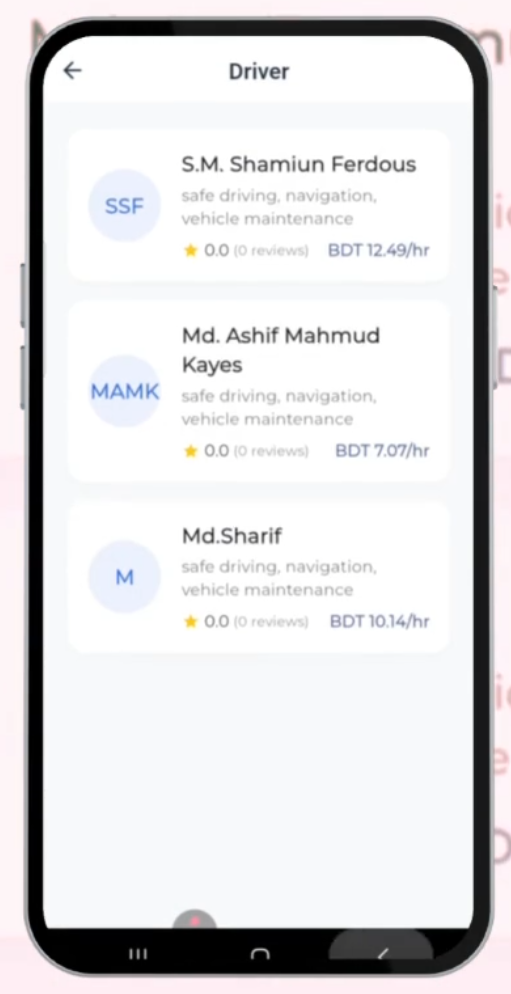 Driver
S.M. Shamiun Ferdous
SSF
safe driving, navigation,
vehicle maintenance
0.0 (0 reviews) BDT 12.49/hr
Md. Ashif Mahmud
Kayes
MAMK
safe driving, navigation,
vehicle maintenance
0.0 (0 reviews) BDT 7.07/hr
Md.Sharif
M
safe driving, navigation,
vehicle maintenance
0.0 (0 reviews) BDT 10.14/hr